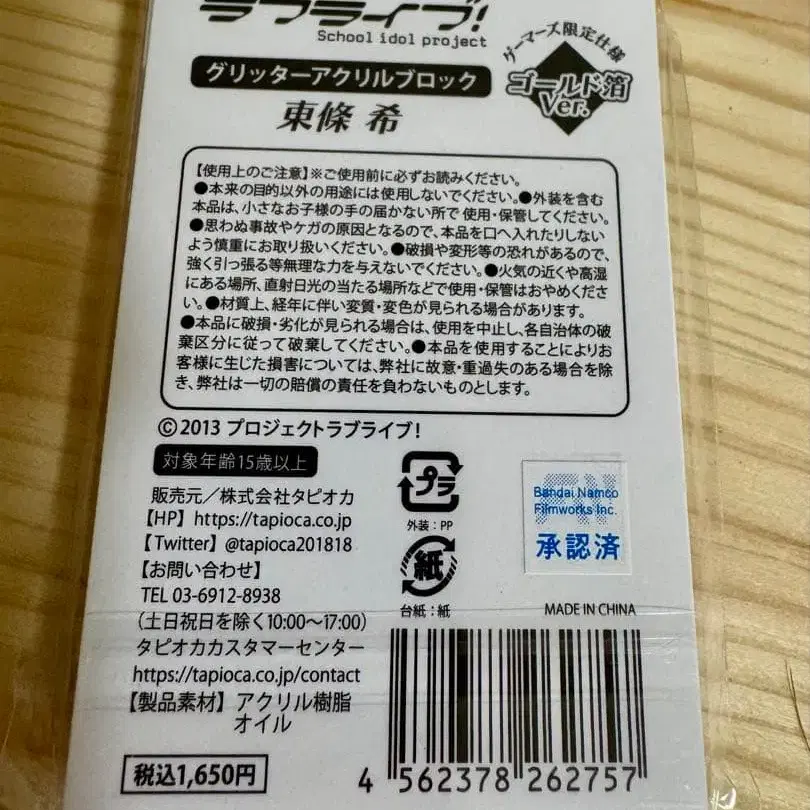 ラブライブ!
School idol project
ゲーマーズ限定仕様
ゴールド箔
Ver.
グリッターアクリルブロック
東條 希
【使用上のご注意】※ご使用前に必ずお読みください。
●本来の目的以外の用途には使用しないでください。●外装を含む
本品は、小さなお子様の手の届かない所で 使用・保管してください。
●思わぬ事故やケガの原因となるので、本品を口へ入れたりしない
よう慎重にお取り扱いください。●破損や変形等の恐れがあるので、
強く引っ張る等無理な力を与えないでください。●火気の近くや高湿
にある場所、直射日光の当たる場所などで使用・保管はおやめくださ
い。●材質上、経年に伴い変質・変色が見られる場合があります。
●本品に破損・劣化が見られる場合は、使用を中止し、各自治体の破
棄区分に従って破棄してください。●本品を使用することによりお
客様に生じた損害については、弊社に故意・重過失のある場合を除
き、弊社は一切の賠償の責任を負わないものとします。
©2013 プロジェクトラブライブ!
対象年齢15歳以上
販売元／株式会社タピオカ
【HP】https://tapioca.co.jp
【Twitter】@tapioca201818
【お問い合わせ】
TEL 03-6912-8938
(土日祝日を除く10:00〜17:00)
タピオカカスタマーセンター
https://tapioca.co.jp/contact
【製品素材】アクリル樹脂
オイル
税込1,650円
プラ
外装：PP
紙
台紙：紙
Bandai Namco
Filmworks Inc.
承認済
MADE IN CHINA
4 562378 262757